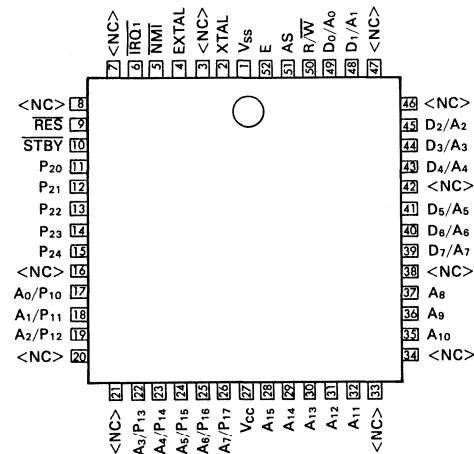 <NC> 7
I̅R̅Q̅1̅ 6
N̅M̅I̅ 5
EXTAL 4
<NC> 3
XTAL 2
Vss 1
E 52
AS 51
R/W̅ 50
D0/A0 49
D1/A1 48
<NC> 47
<NC> 8
R̅E̅S̅ 9
S̅T̅B̅Y̅ 10
P20 11
P21 12
P22 13
P23 14
P24 15
<NC> 16
A0/P10 17
A1/P11 18
A2/P12 19
<NC> 20
46 <NC>
45 D2/A2
44 D3/A3
43 D4/A4
42 <NC>
41 D5/A5
40 D6/A6
39 D7/A7
38 <NC>
37 A8
36 A9
35 A10
34 <NC>
21 <NC>
22 A3/P13
23 A4/P14
24 A5/P15
25 A6/P16
26 A7/P17
27 Vcc
28 A15
29 A14
30 A13
31 A12
32 A11
33 <NC>